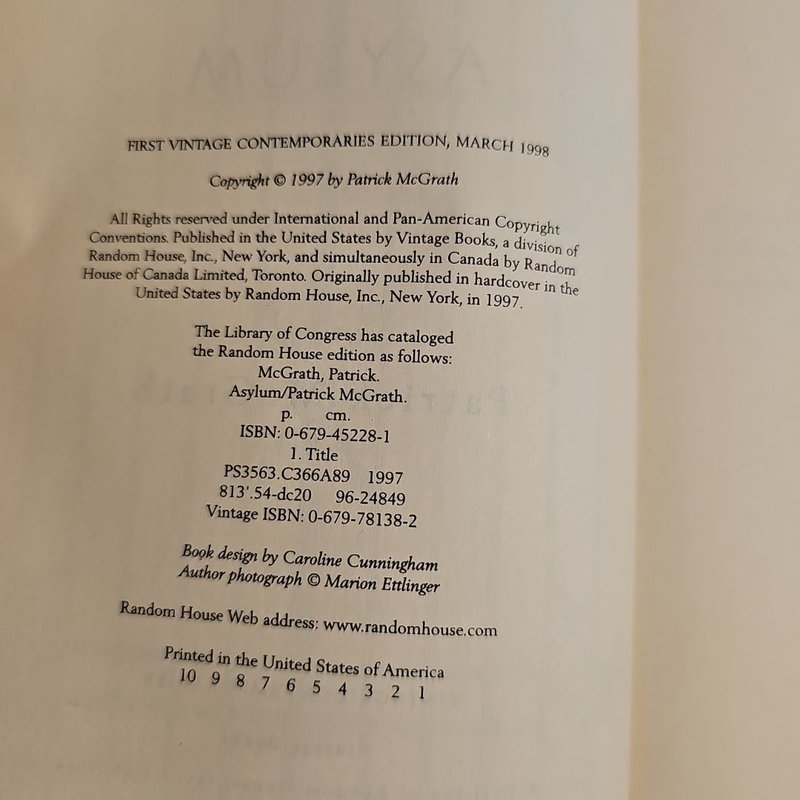 FIRST VINTAGE CONTEMPORARIES EDITION, MARCH 1998
Copyright © 1997 by Patrick McGrath
All Rights reserved under International and Pan-American Copyright
Conventions. Published in the United States by Vintage Books, a division of
Random House, Inc., New York, and simultaneously in Canada by Random
House of Canada Limited, Toronto. Originally published in hardcover in the
United States by Random House, Inc., New York, in 1997.
The Library of Congress has cataloged
the Random House edition as follows:
McGrath, Patrick.
Asylum/Patrick McGrath.
p. cm.
ISBN: 0-679-45228-1
1. Title
PS3563.C366A89 1997
813'.54-dc20 96-24849
Vintage ISBN: 0-679-78138-2
Book design by Caroline Cunningham
Author photograph © Marion Ettlinger
Random House Web address: www.randomhouse.com
Printed in the United States of America
10 9 8 7 6 5 4 3 2 1